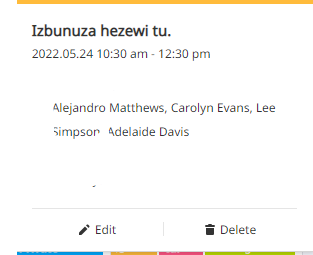 Izbunuza hezewi tu.
2022.05.24 10:30 am - 12:30 pm
Alejandro Matthews, Carolyn Evans, Lee
Simpson Adelaide Davis
Edit
Delete